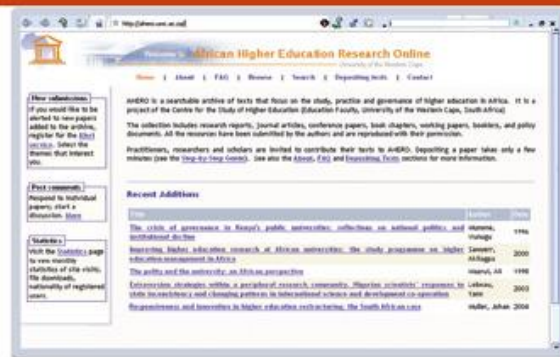 http://ahero.uwc.ac.za/
Welcome to African Higher Education Research Online
University of the Western Cape
Home | About | FAQ | Browse | Search | Depositing texts | Contact
New submissions
If you would like to be
alerted to new papers
added to the archive,
register for the Alert
service. Select the
themes that interest
you.
Post comments
Respond to individual
papers; start a
discussion. More
Statistics
Visit the Statistics page
to view monthly
statistics of site visits,
file downloads,
nationality of registered
users.
AHERO is a searchable archive of texts that focus on the study, practice and governance of higher education in Africa. It is a
project of the Centre for the Study of Higher Education (Education Faculty, University of the Western Cape, South Africa)
The collection includes research reports, journal articles, conference papers, book chapters, working papers, booklets, and policy
documents. All the resources have been submitted by the authors and are reproduced with their permission.
Practitioners, researchers and scholars are invited to contribute their texts to AHERO. Depositing a paper takes only a few
minutes (see the Step-by-Step Guide). See also the About, FAQ and Depositing Texts sections for more information.
Recent Additions
Title Author Date
The crisis of governance in Kenya's public universities: reflections on national politics and Munene, 1996
institutional decline
Improving higher education research at African universities: the study programme on higher Sawyerr, 2000
education management in Africa Akilagpa
The polity and the university: an African perspective Mazrui, Ali 1998
Extraversion strategies within a peripheral research community. Nigerian scientists' responses to Lebeau, 2003
state inconsistency and changing patterns in international science and development co-operation Yann
Responsiveness and innovation in higher education restructuring: the South African case Muller, Johan 2004